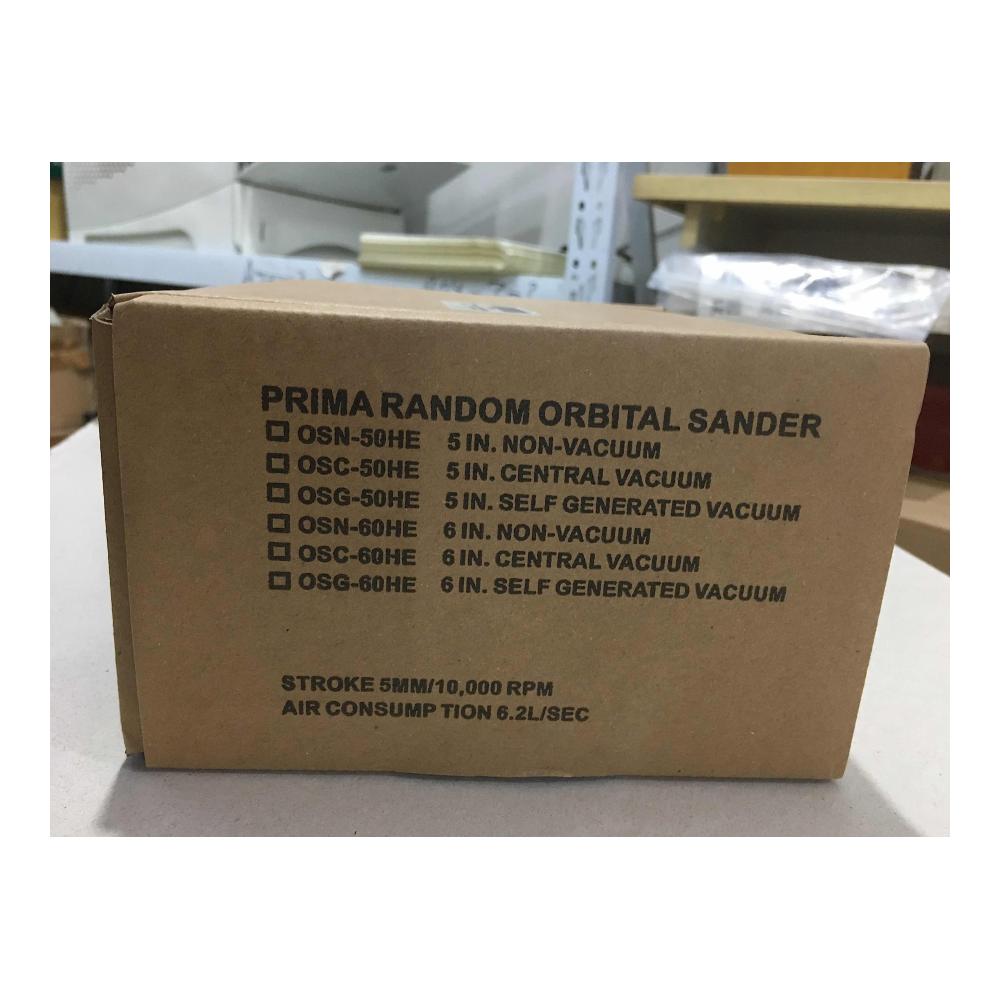 PRIMA RANDOM ORBITAL SANDER
☐ OSN-50HE 5 IN. NON-VACUUM
☐ OSC-50HE 5 IN. CENTRAL VACUUM
☐ OSG-50HE 5 IN. SELF GENERATED VACUUM
☐ OSN-60HE 6 IN. NON-VACUUM
☐ OSC-60HE 6 IN. CENTRAL VACUUM
☐ OSG-60HE 6 IN. SELF GENERATED VACUUM
STROKE 5MM/10,000 RPM
AIR CONSUMP TION 6.2L/SEC